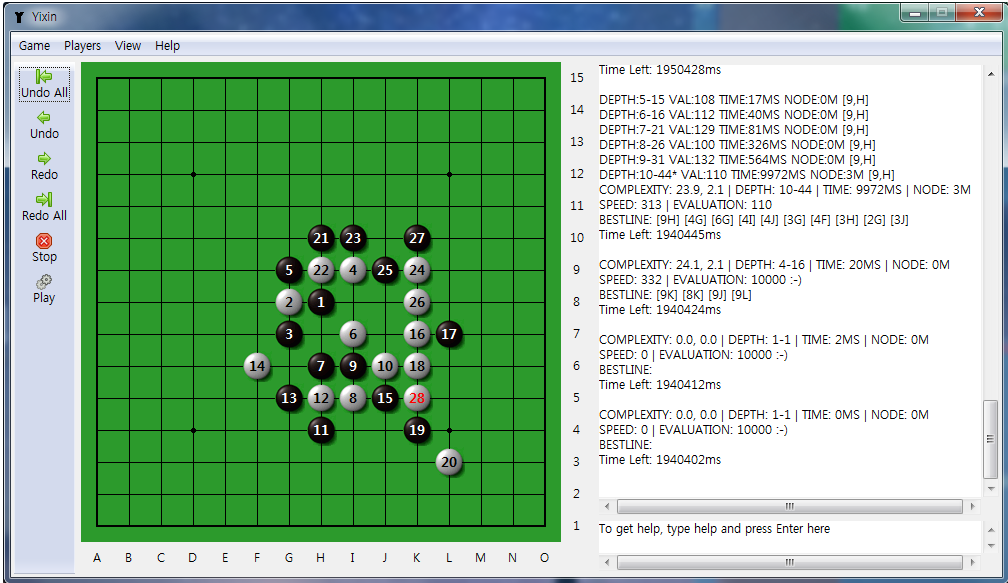 Yixin
Game Players View Help
Undo All
Undo
Redo
Redo All
Stop
Play
15
14
13
12
11
10
9
8
7
6
5
4
3
2
1
A B C D E F G H I J K L M N O
21 23 27
5 22 4 25 24
2 1 26
3 6 16 17
14 7 9 10 18
13 12 8 15 28
11 19
20
Time Left: 1950428ms
DEPTH:5-15 VAL:108 TIME:17MS NODE:0M [9,H]
DEPTH:6-16 VAL:112 TIME:40MS NODE:0M [9,H]
DEPTH:7-21 VAL:129 TIME:81MS NODE:0M [9,H]
DEPTH:8-26 VAL:100 TIME:326MS NODE:0M [9,H]
DEPTH:9-31 VAL:132 TIME:564MS NODE:0M [9,H]
DEPTH:10-44* VAL:110 TIME:9972MS NODE:3M [9,H]
COMPLEXITY: 23.9, 2.1 | DEPTH: 10-44 | TIME: 9972MS | NODE: 3M
SPEED: 313 | EVALUATION: 110
BESTLINE: [9H] [4G] [6G] [4I] [4J] [3G] [4F] [3H] [2G] [3J]
Time Left: 1940445ms
COMPLEXITY: 24.1, 2.1 | DEPTH: 4-16 | TIME: 20MS | NODE: 0M
SPEED: 332 | EVALUATION: 10000 :-)
BESTLINE: [9K] [8K] [9J] [9L]
Time Left: 1940424ms
COMPLEXITY: 0.0, 0.0 | DEPTH: 1-1 | TIME: 2MS | NODE: 0M
SPEED: 0 | EVALUATION: 10000 :-)
BESTLINE:
Time Left: 1940412ms
COMPLEXITY: 0.0, 0.0 | DEPTH: 1-1 | TIME: 0MS | NODE: 0M
SPEED: 0 | EVALUATION: 10000 :-)
BESTLINE:
Time Left: 1940402ms
To get help, type help and press Enter here